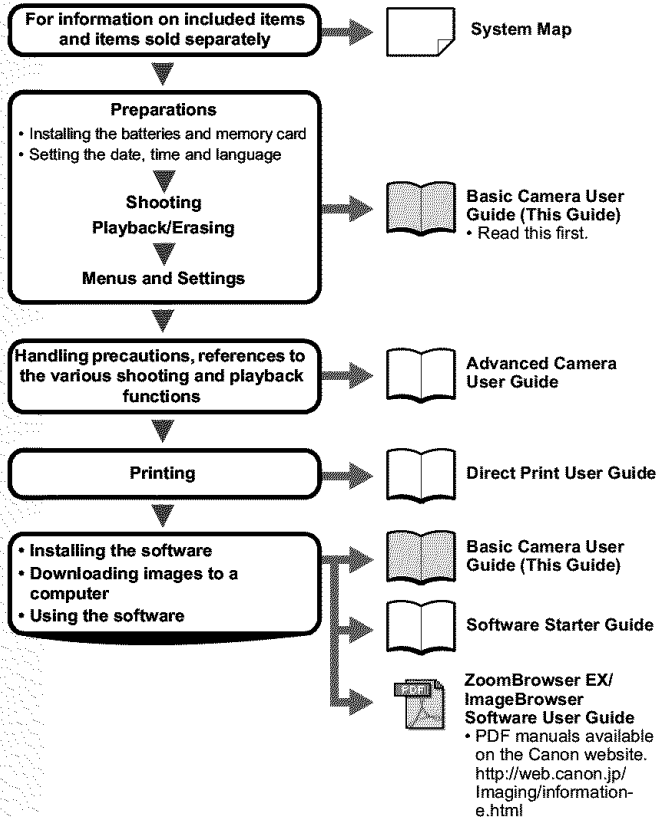 For information on included items
and items sold separately
System Map
Preparations
• Installing the batteries and memory card
• Setting the date, time and language
Shooting
Playback/Erasing
Menus and Settings
Basic Camera User
Guide (This Guide)
• Read this first.
Handling precautions, references to
the various shooting and playback
functions
Advanced Camera
User Guide
Printing
Direct Print User Guide
• Installing the software
• Downloading images to a
computer
• Using the software
Basic Camera User
Guide (This Guide)
Software Starter Guide
PDF
ZoomBrowser EX/
ImageBrowser
Software User Guide
• PDF manuals available
on the Canon website.
http://web.canon.jp/
Imaging/information-
e.html